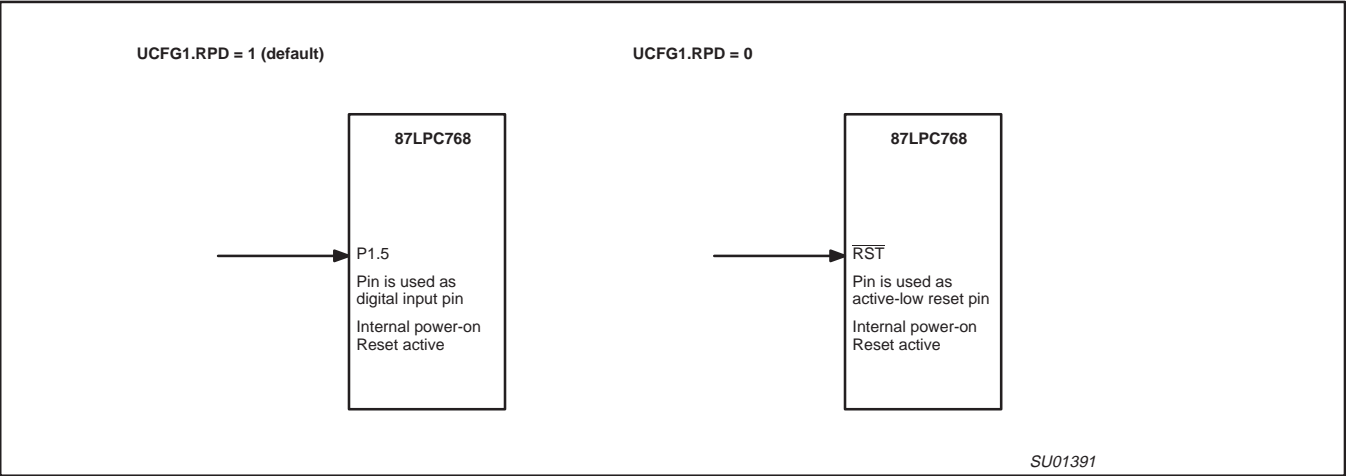 UCFG1.RPD = 1 (default)
87LPC768
P1.5
Pin is used as
digital input pin
Internal power-on
Reset active
UCFG1.RPD = 0
87LPC768
R̅S̅T̅
Pin is used as
active-low reset pin
Internal power-on
Reset active
SU01391